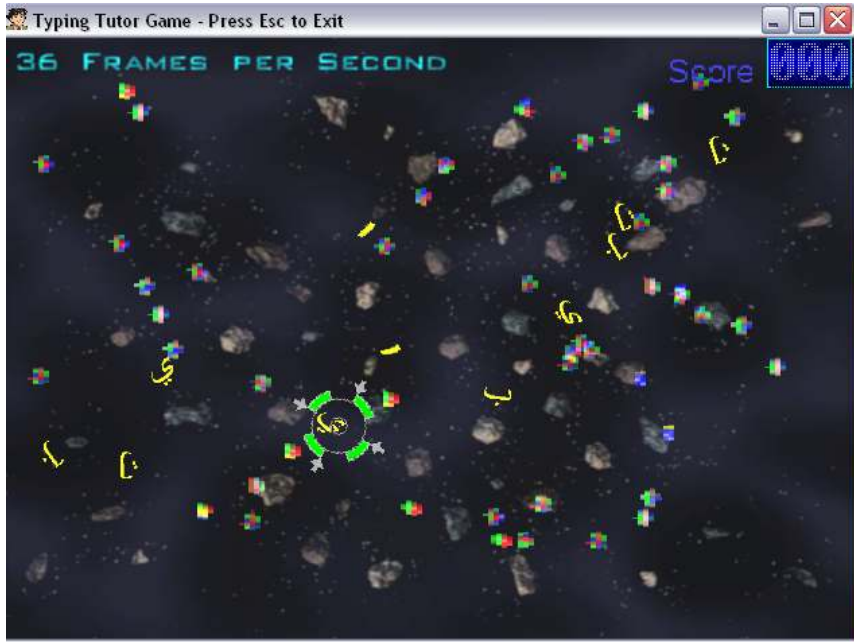 Typing Tutor Game - Press Esc to Exit
36 Frames per Second
Score 000
ي
ي
ب
ي